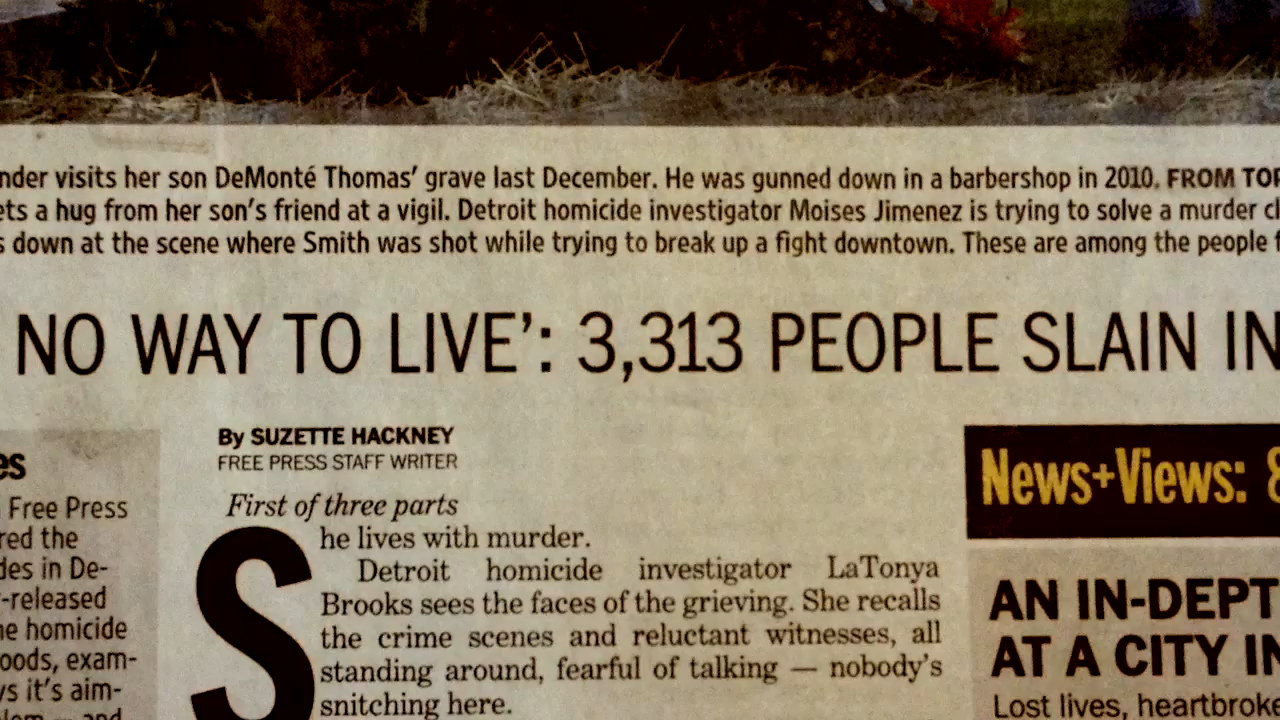 nder visits her son DeMonté Thomas' grave last December. He was gunned down in a barbershop in 2010. FROM TOP
ets a hug from her son's friend at a vigil. Detroit homicide investigator Moises Jimenez is trying to solve a murder cl
s down at the scene where Smith was shot while trying to break up a fight downtown. These are among the people f
NO WAY TO LIVE': 3,313 PEOPLE SLAIN IN
es
Free Press
red the
des in De-
-released
he homicide
oods, exam-
ys it's aim-
and
By SUZETTE HACKNEY
FREE PRESS STAFF WRITER
First of three parts
She lives with murder.
Detroit homicide investigator LaTonya
Brooks sees the faces of the grieving. She recalls
the crime scenes and reluctant witnesses, all
standing around, fearful of talking — nobody's
snitching here.
News+Views: 8
AN IN-DEPT
AT A CITY IN
Lost lives, heartbroke